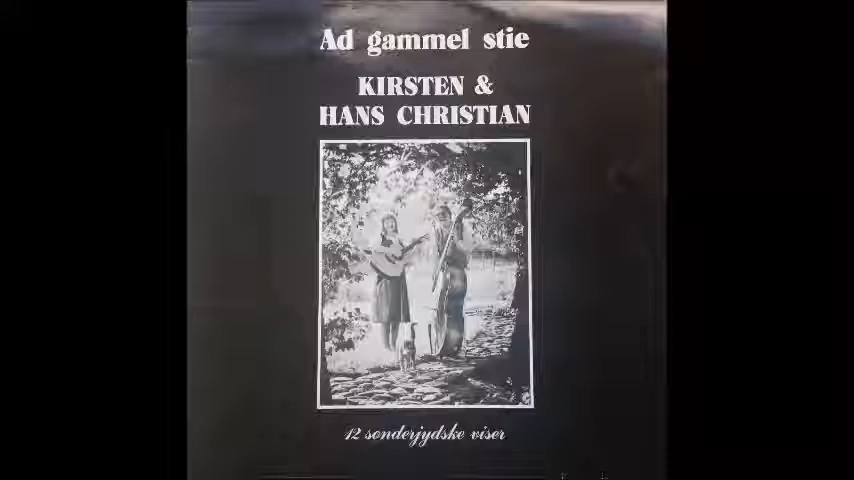 Ad gammel stie
KIRSTEN &
HANS CHRISTIAN
12 sønderjydske viser